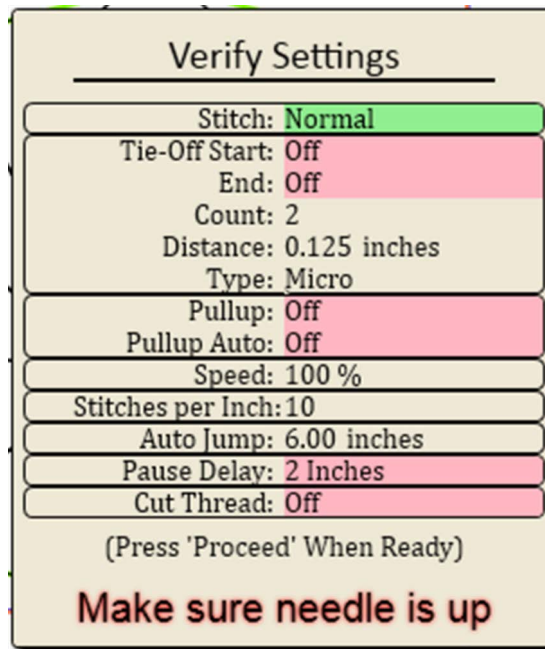 Verify Settings
Stitch: Normal
Tie-Off Start: Off
End: Off
Count: 2
Distance: 0.125 inches
Type: Micro
Pullup: Off
Pullup Auto: Off
Speed: 100 %
Stitches per Inch: 10
Auto Jump: 6.00 inches
Pause Delay: 2 Inches
Cut Thread: Off
(Press 'Proceed' When Ready)
Make sure needle is up